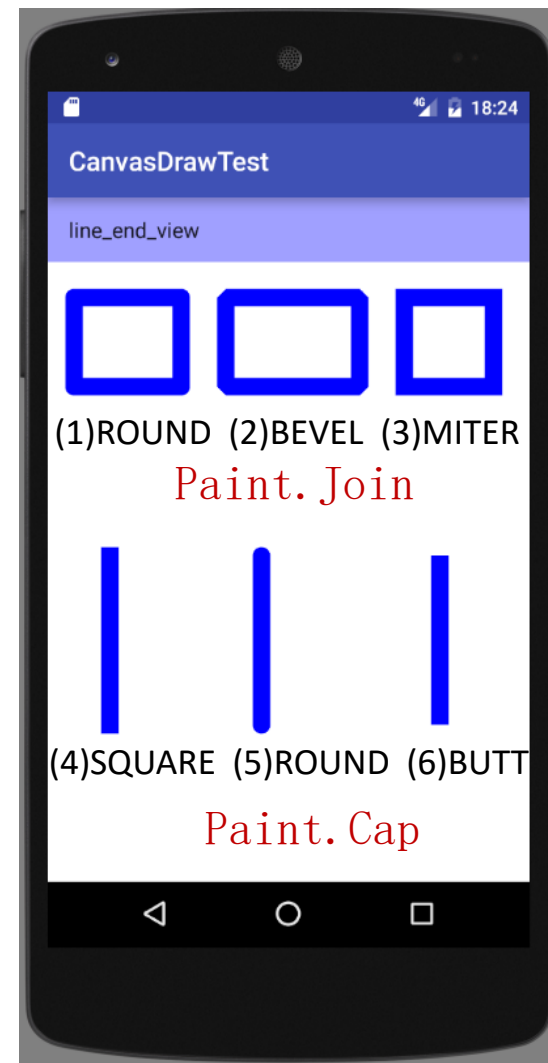 4G 18:24
CanvasDrawTest
line_end_view
(1)ROUND (2)BEVEL (3)MITER
Paint.Join
(4)SQUARE (5)ROUND (6)BUTT
Paint.Cap